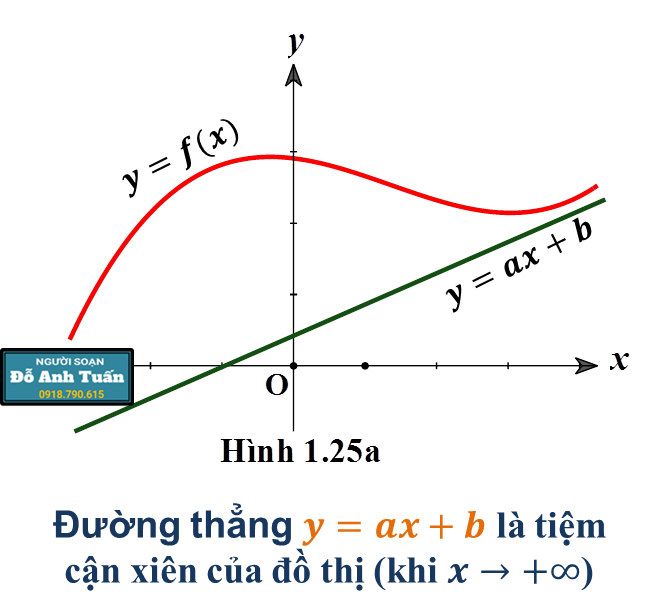 y
y = f(x)
y = ax + b
x
NGƯỜI SOẠN
Đỗ Anh Tuấn
0918.790.615
O
Hình 1.25a
Đường thẳng y = ax + b là tiệm
cận xiên của đồ thị (khi x → +∞)